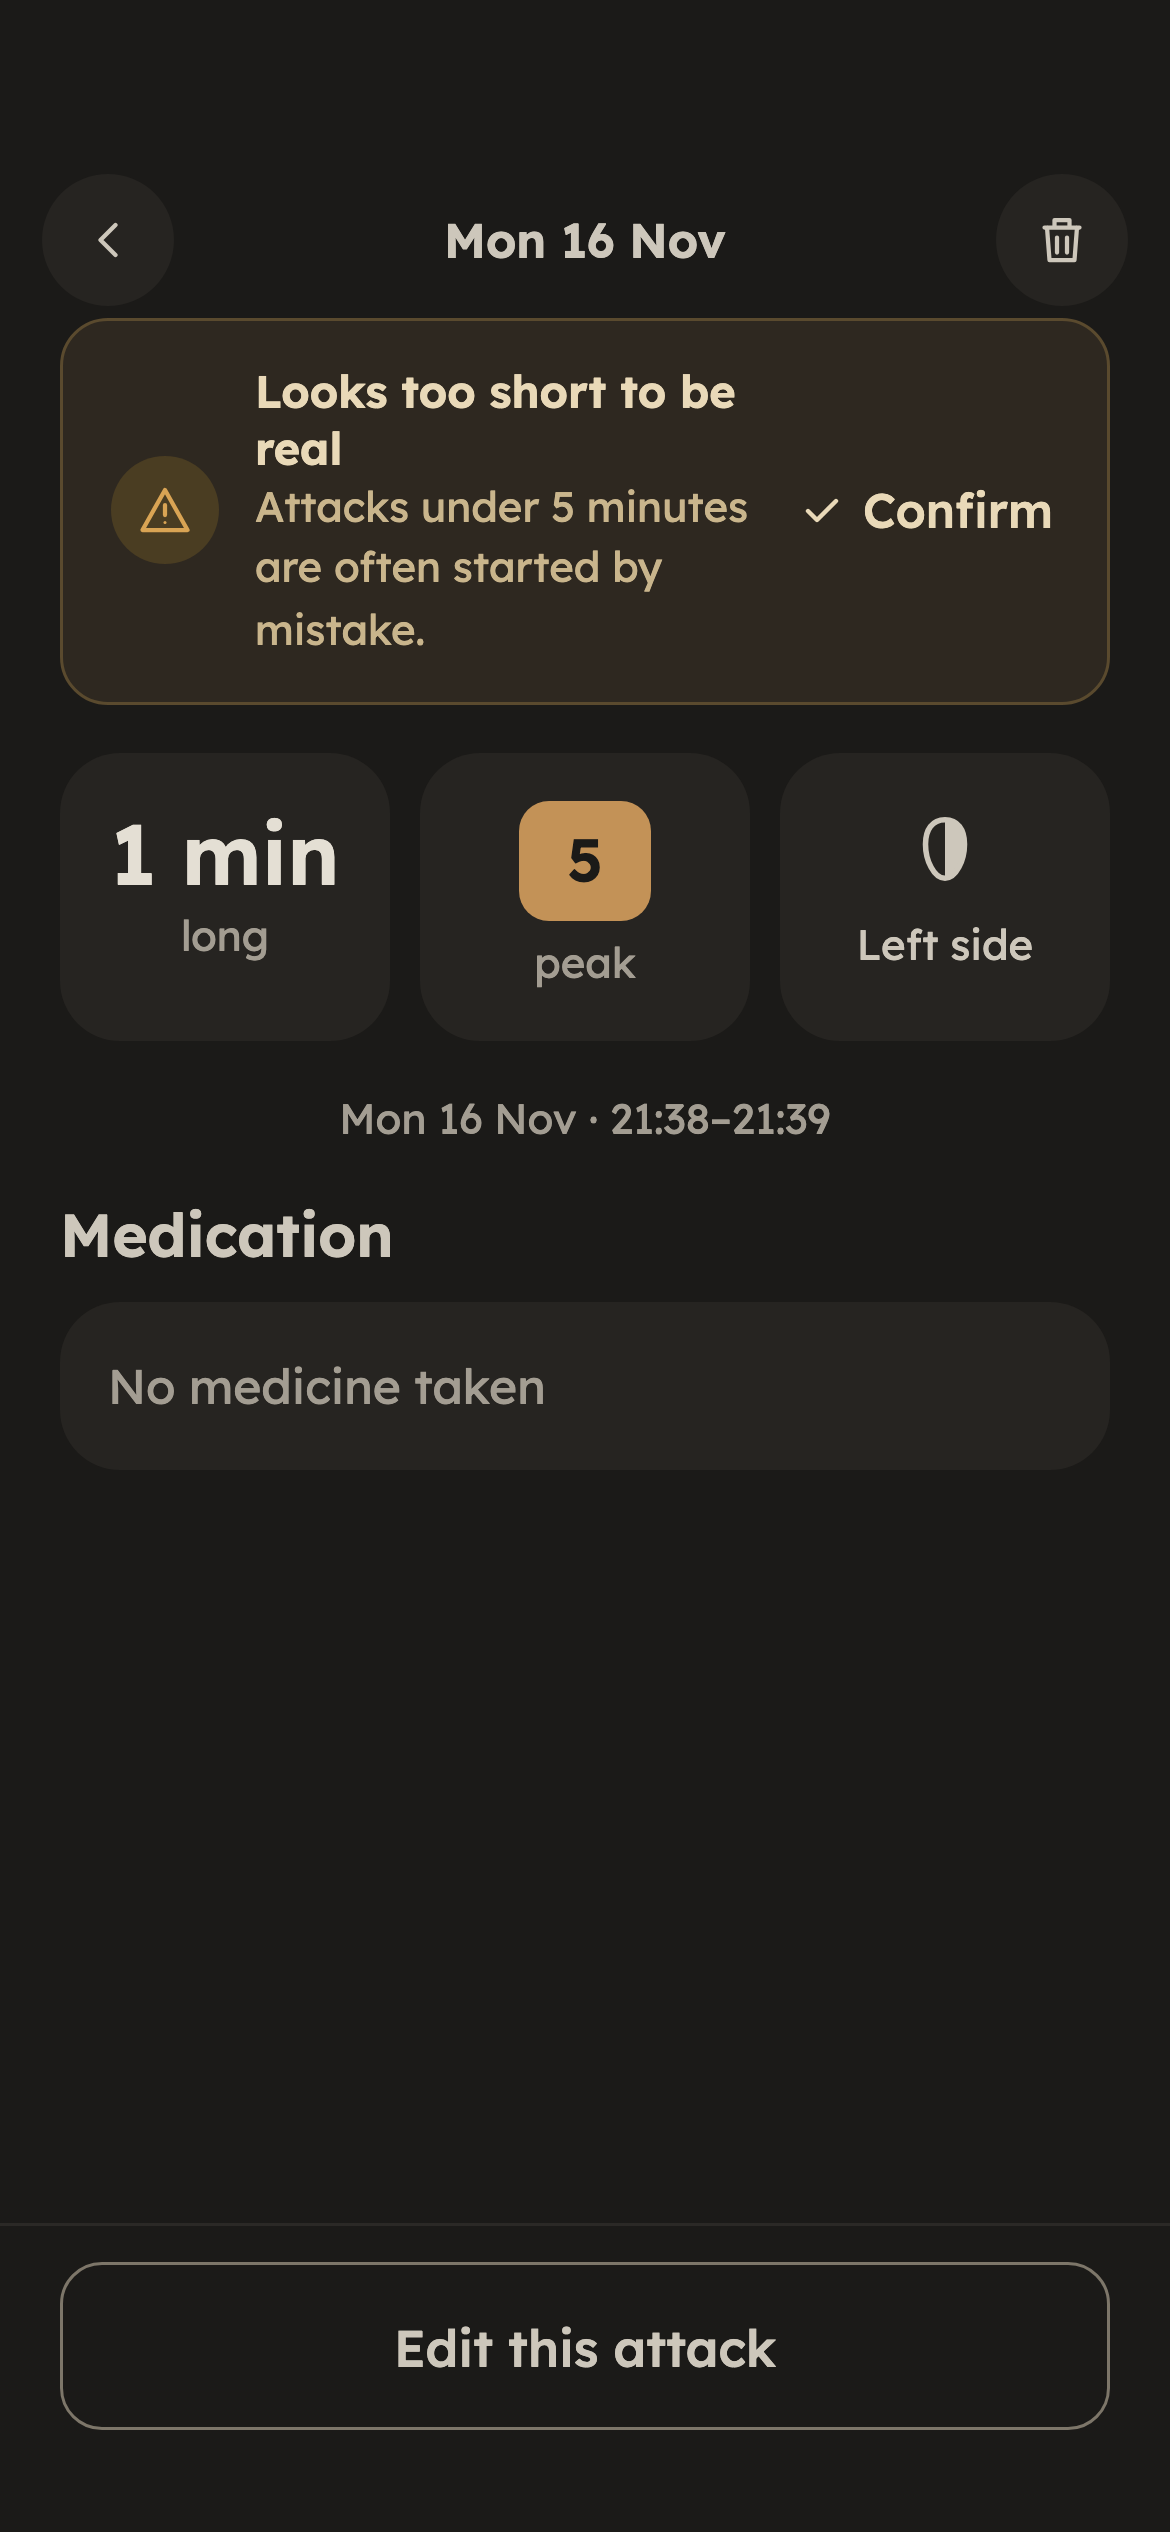 Mon 16 Nov
Looks too short to be
real
Attacks under 5 minutes
are often started by
mistake.
Confirm
1 min
long
5
peak
Left side
Mon 16 Nov · 21:38–21:39
Medication
No medicine taken
Edit this attack